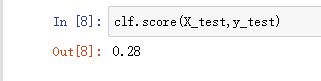 In [8]: clf.score(X_test,y_test)
Out[8]: 0.28